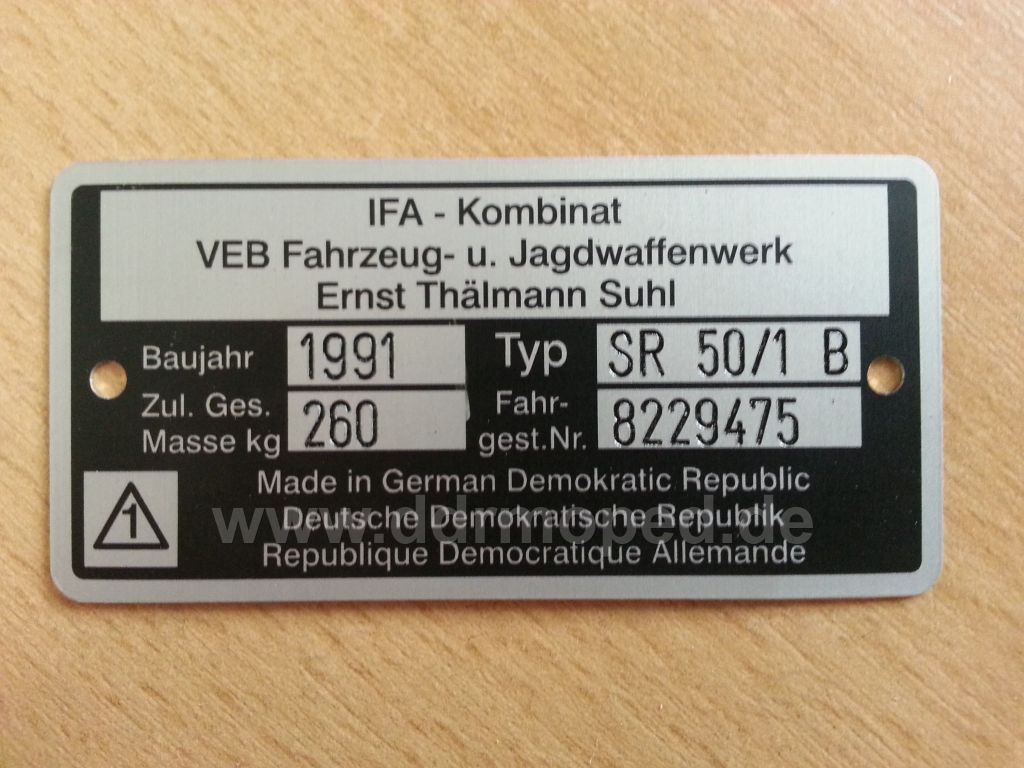 IFA - Kombinat
VEB Fahrzeug- u. Jagdwaffenwerk
Ernst Thälmann Suhl
Baujahr 1991 Typ SR 50/1 B
Zul. Ges. Masse kg 260 Fahr-gest.Nr. 8229475
Made in German Demokratic Republic
1 Deutsche Demokratische Republik
www.ddrmoped.de
Republique Democratique Allemande